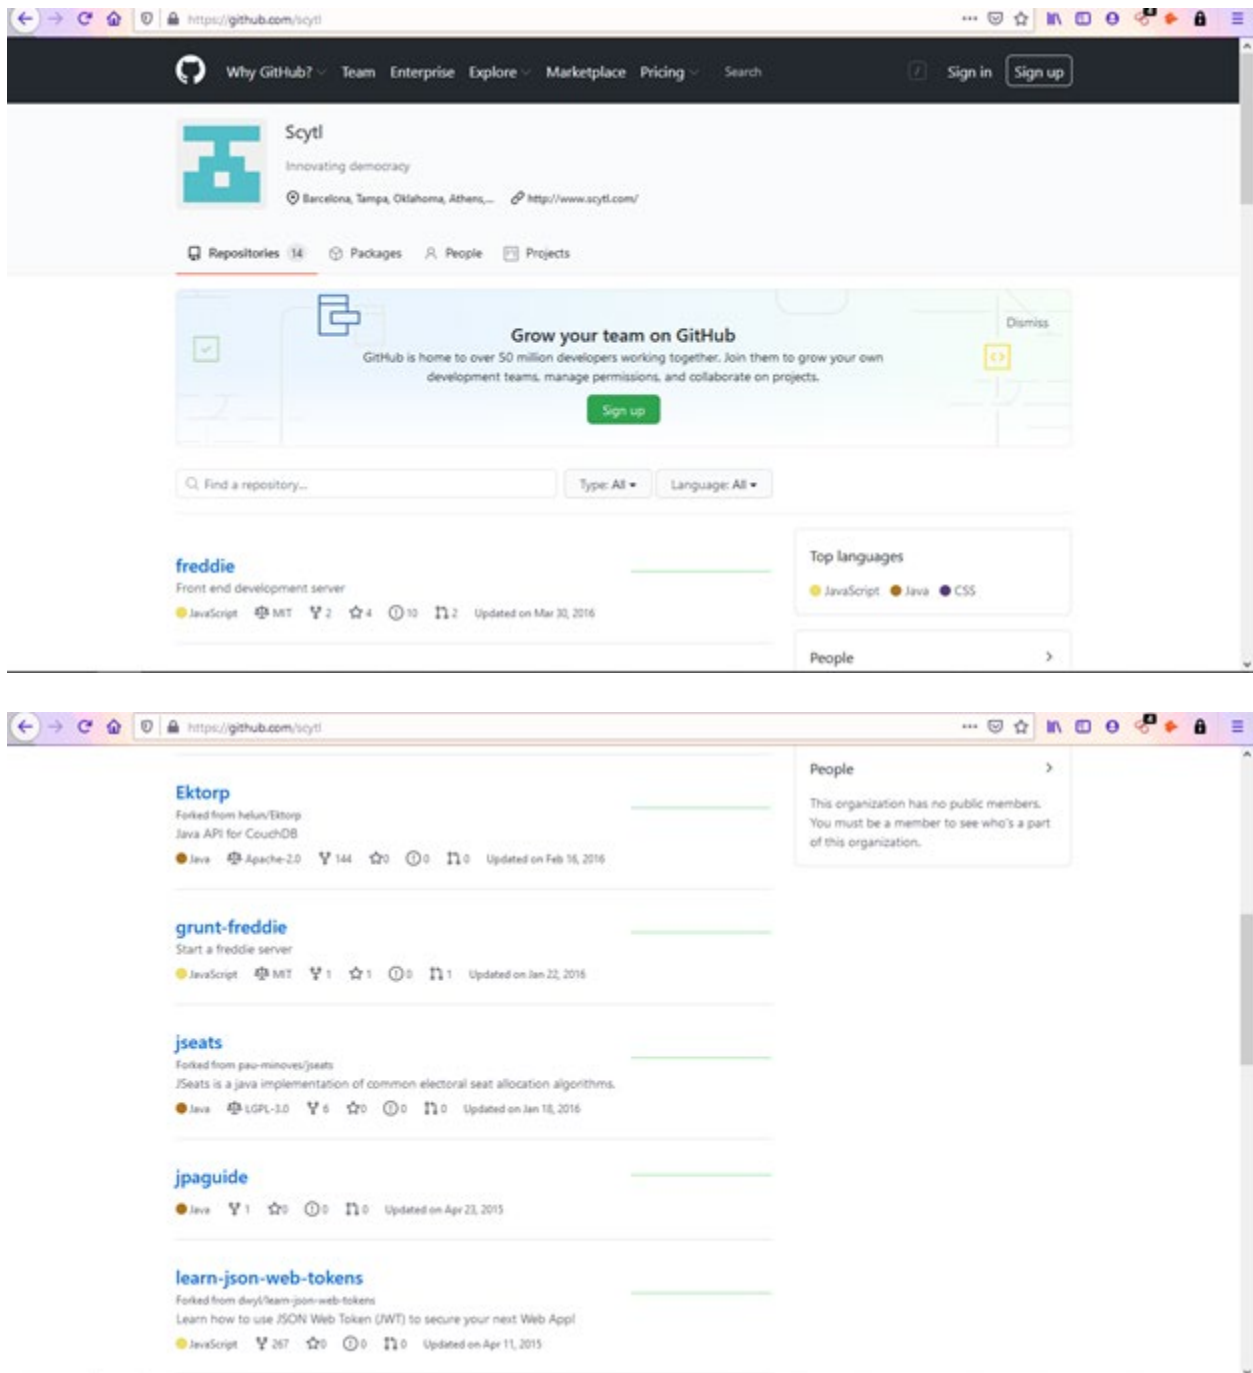 https://github.com/scytl
Why GitHub? Team Enterprise Explore Marketplace Pricing Search / Sign in Sign up
Scytl
Innovating democracy
Barcelona, Tampa, Oklahoma, Athens,... http://www.scytl.com/
Repositories 14 Packages People Projects
Grow your team on GitHub
Dismiss
GitHub is home to over 50 million developers working together. Join them to grow your own
development teams, manage permissions, and collaborate on projects.
Sign up
Find a repository... Type: All Language: All
freddie
Front end development server
JavaScript MIT 2 4 10 2 Updated on Mar 30, 2016
Top languages
JavaScript Java CSS
People
https://github.com/scytl
Ektorp
Forked from helun/Ektorp
Java API for CouchDB
Java Apache-2.0 144 0 0 0 Updated on Feb 16, 2016
People
This organization has no public members.
You must be a member to see who's a part
of this organization.
grunt-freddie
Start a freddie server
JavaScript MIT 1 1 0 1 Updated on Jan 22, 2016
jseats
Forked from pau-minoves/jseats
JSeats is a java implementation of common electoral seat allocation algorithms.
Java LGPL-3.0 6 0 0 0 Updated on Jan 18, 2016
jpaguide
Java 1 0 0 0 Updated on Apr 23, 2015
learn-json-web-tokens
Forked from dwyl/learn-json-web-tokens
Learn how to use JSON Web Token (JWT) to secure your next Web App!
JavaScript 267 0 0 0 Updated on Apr 11, 2015